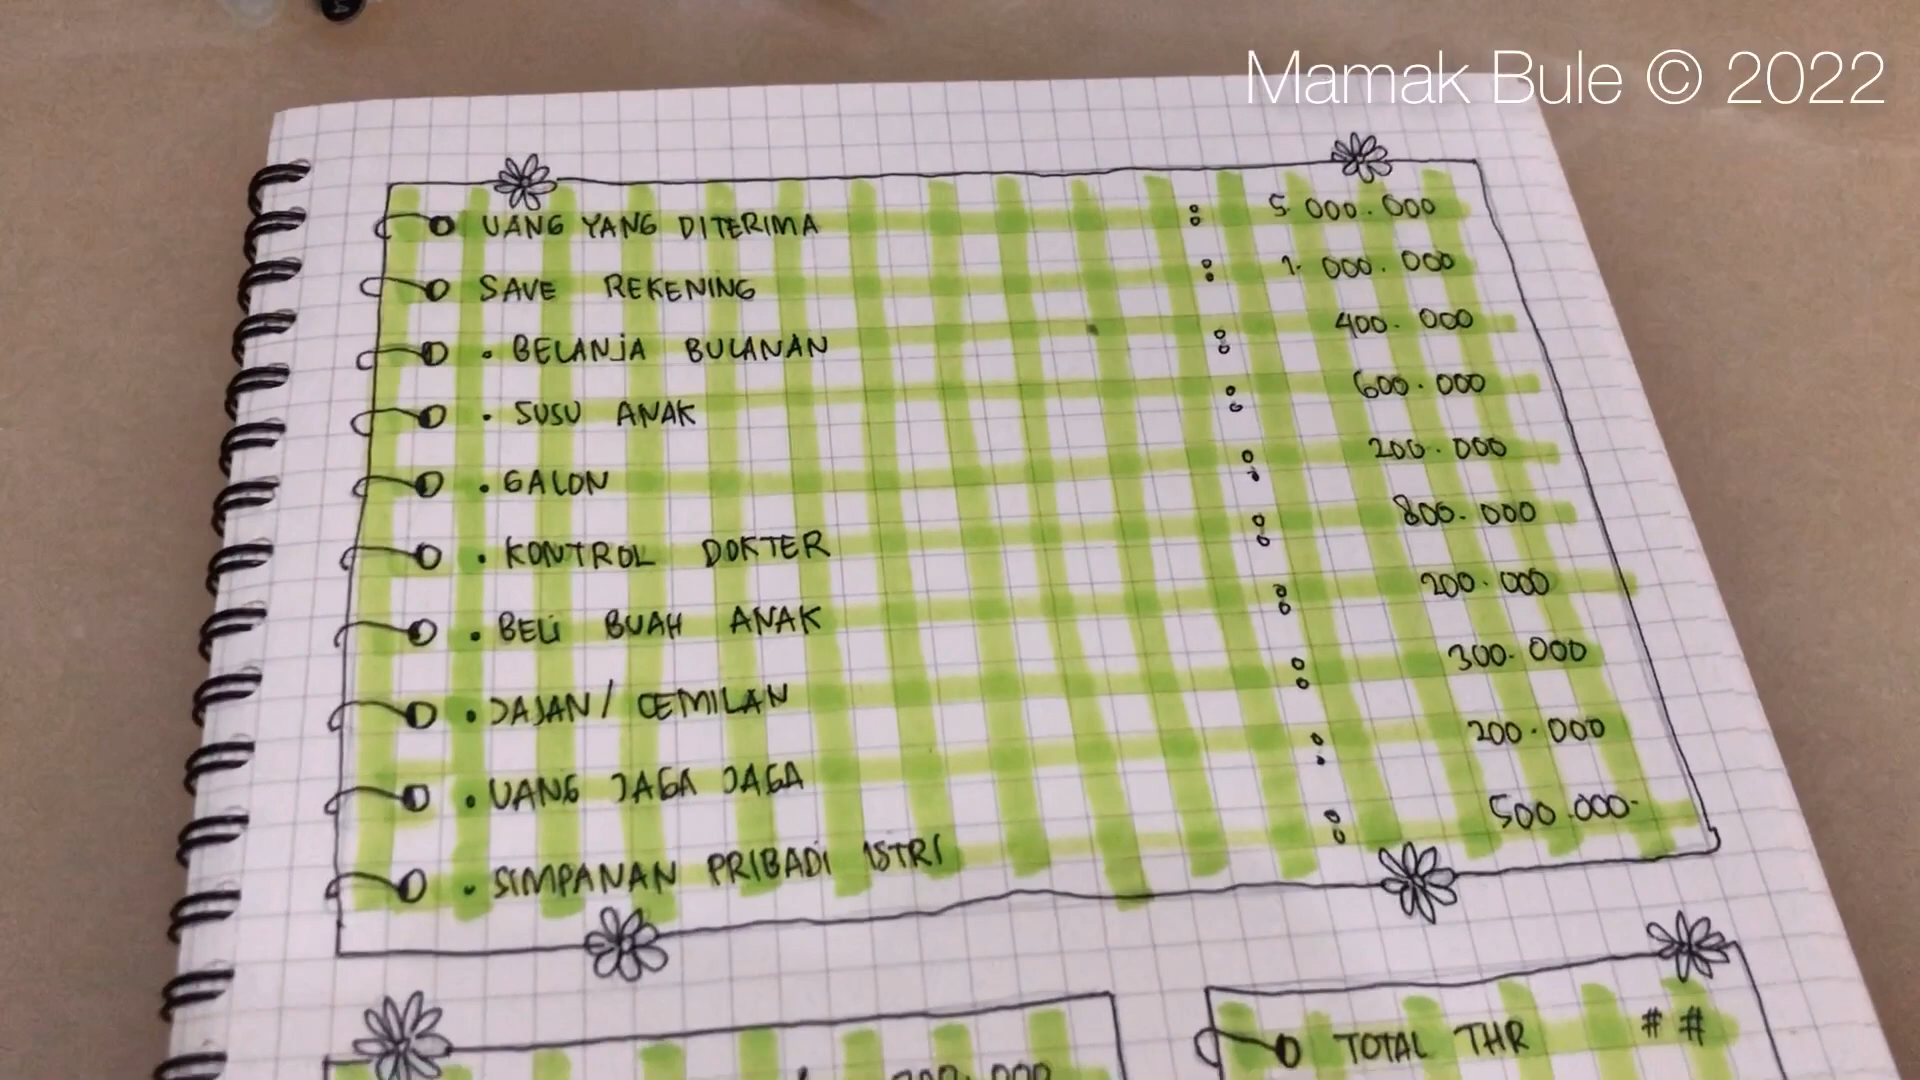 Mamak Bule © 2022
UANG YANG DITERIMA : 5.000.000
SAVE REKENING : 1.000.000
• BELANJA BULANAN : 400.000
• SUSU ANAK : 600.000
• GALON : 200.000
• KONTROL DOKTER : 800.000
• BELI BUAH ANAK : 200.000
• JAJAN / CEMILAN : 300.000
• UANG JAGA JAGA : 200.000
• SIMPANAN PRIBADI ISTRI : 500.000
TOTAL THR ##